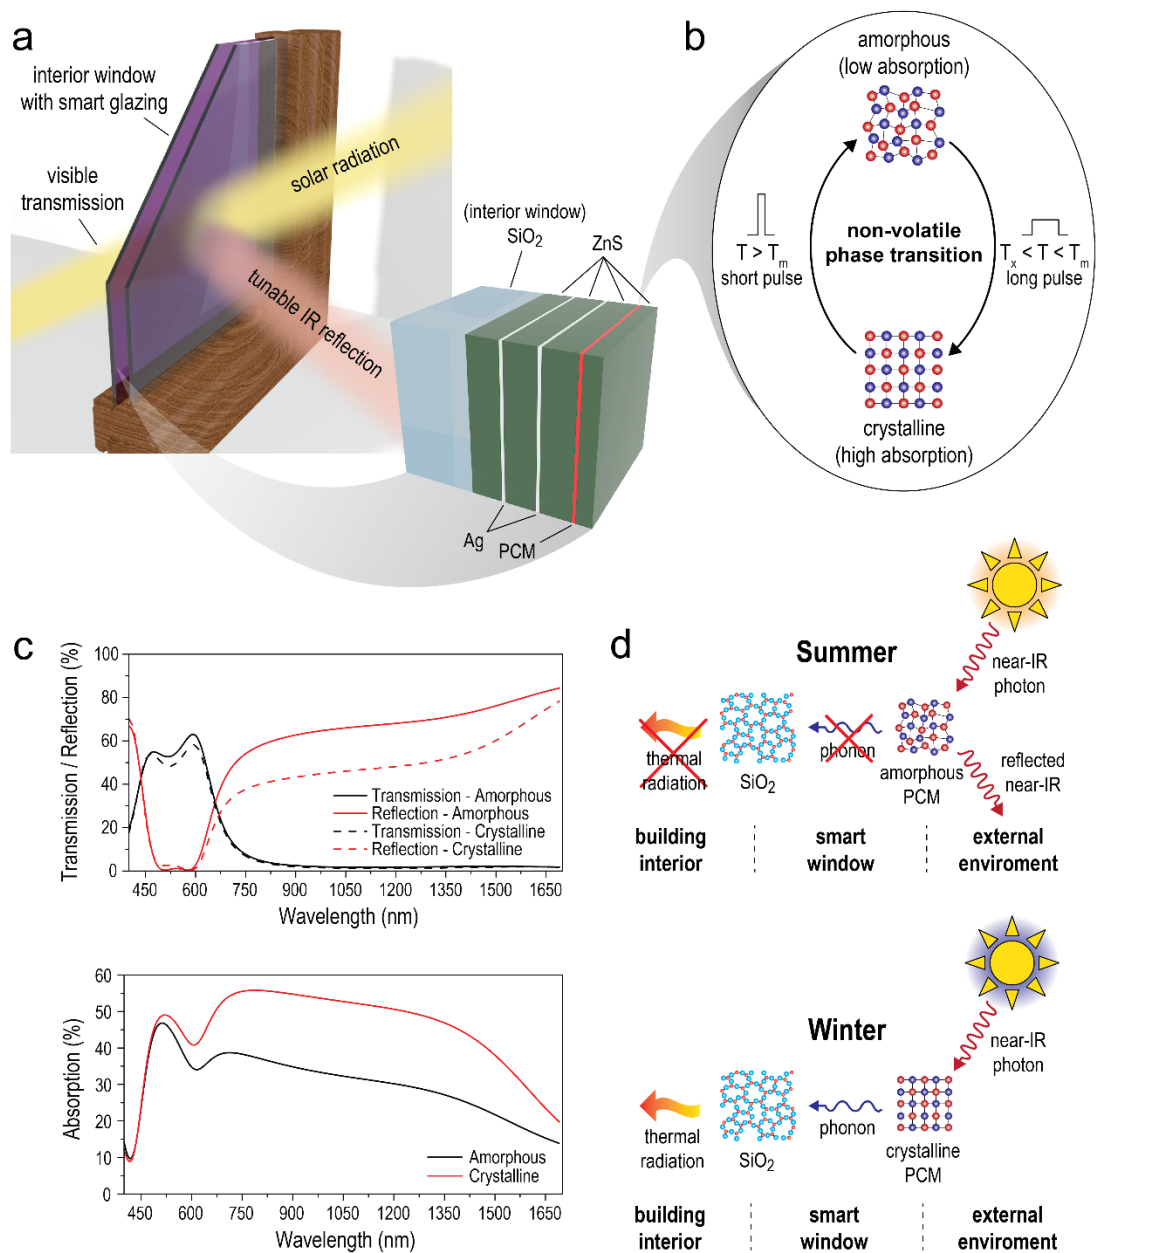 a
interior window
with smart glazing
visible
transmission
solar radiation
tunable IR reflection
(interior window)
SiO2
ZnS
Ag
PCM
b
amorphous
(low absorption)
non-volatile
phase transition
T > Tm
short pulse
Tx < T < Tm
long pulse
crystalline
(high absorption)
c
Transmission / Reflection (%)
100
80
60
40
20
0
Transmission - Amorphous
Reflection - Amorphous
Transmission - Crystalline
Reflection - Crystalline
450 600 750 900 1050 1200 1350 1500 1650
Wavelength (nm)
Absorption (%)
60
50
40
30
20
10
0
Amorphous
Crystalline
450 600 750 900 1050 1200 1350 1500 1650
Wavelength (nm)
d
Summer
near-IR
photon
thermal
radiation
SiO2
phonon
amorphous
PCM
reflected
near-IR
building
interior
smart
window
external
enviroment
Winter
near-IR
photon
thermal
radiation
SiO2
phonon
crystalline
PCM
building
interior
smart
window
external
enviroment